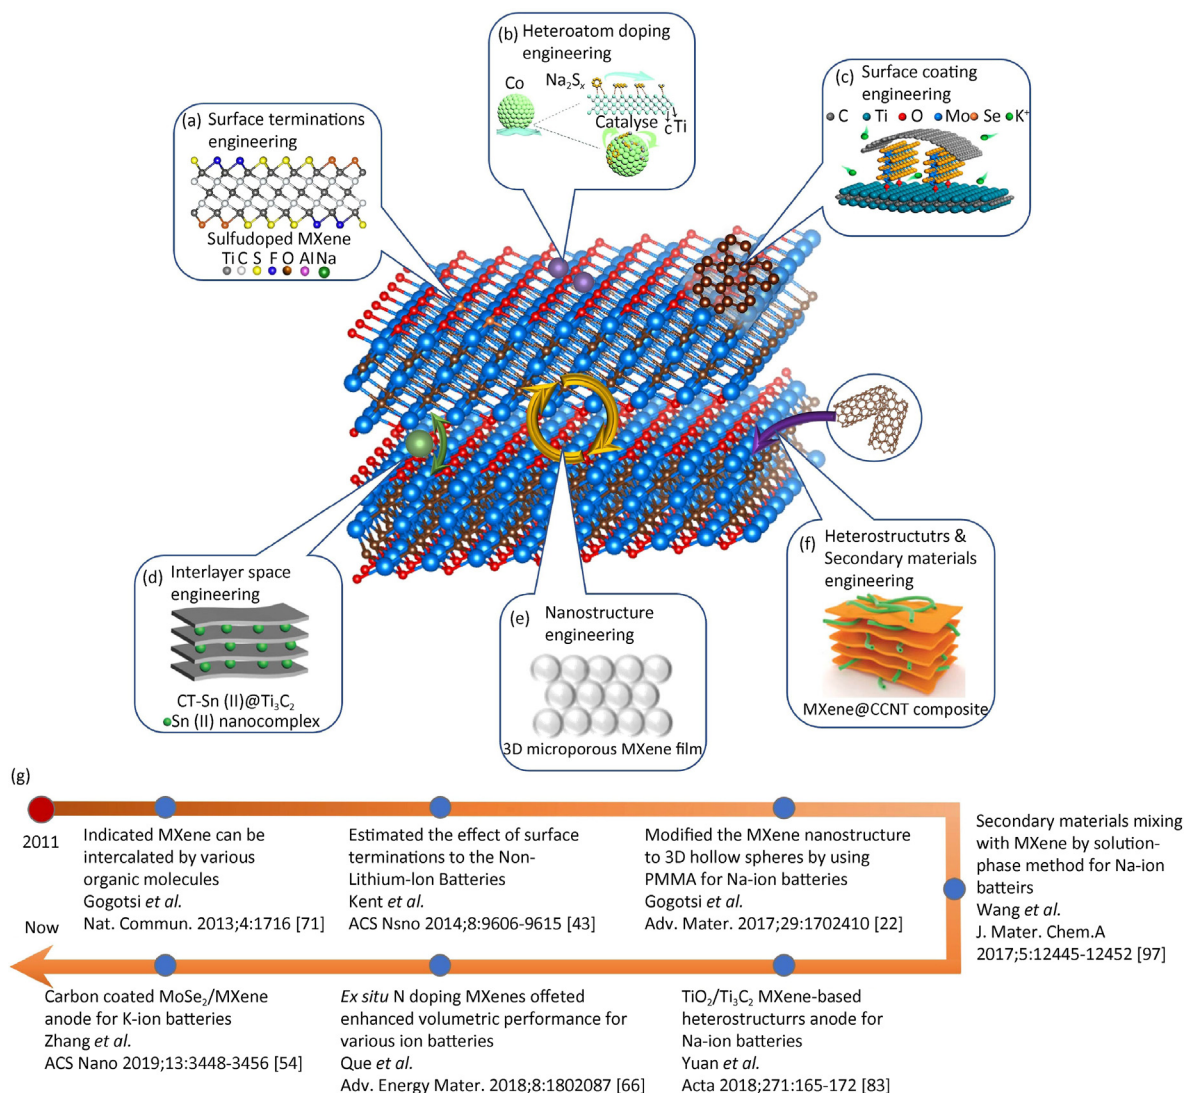 (b) Heteroatom doping
engineering
Co
Na₂Sₓ
Catalyse
C
Ti
(c) Surface coating
engineering
C Ti O Mo Se K⁺
(a) Surface terminations
engineering
Sulfudoped MXene
Ti C S F O Al Na
(d) Interlayer space
engineering
CT-Sn (II)@Ti₃C₂
Sn (II) nanocomplex
(e) Nanostructure
engineering
3D microporous MXene film
(f) Heterostructutrs &
Secondary materials
engineering
MXene@CCNT composite
(g)
2011
Indicated MXene can be
intercalated by various
organic molecules
Gogotsi et al.
Nat. Commun. 2013;4:1716 [71]
Estimated the effect of surface
terminations to the Non-
Lithium-Ion Batteries
Kent et al.
ACS Nsno 2014;8:9606-9615 [43]
Modified the MXene nanostructure
to 3D hollow spheres by using
PMMA for Na-ion batteries
Gogotsi et al.
Adv. Mater. 2017;29:1702410 [22]
Secondary materials mixing
with MXene by solution-
phase method for Na-ion
batteirs
Wang et al.
J. Mater. Chem.A
2017;5:12445-12452 [97]
Now
Carbon coated MoSe₂/MXene
anode for K-ion batteries
Zhang et al.
ACS Nano 2019;13:3448-3456 [54]
Ex situ N doping MXenes offeted
enhanced volumetric performance for
various ion batteries
Que et al.
Adv. Energy Mater. 2018;8:1802087 [66]
TiO₂/Ti₃C₂ MXene-based
heterostructurrs anode for
Na-ion batteries
Yuan et al.
Acta 2018;271:165-172 [83]